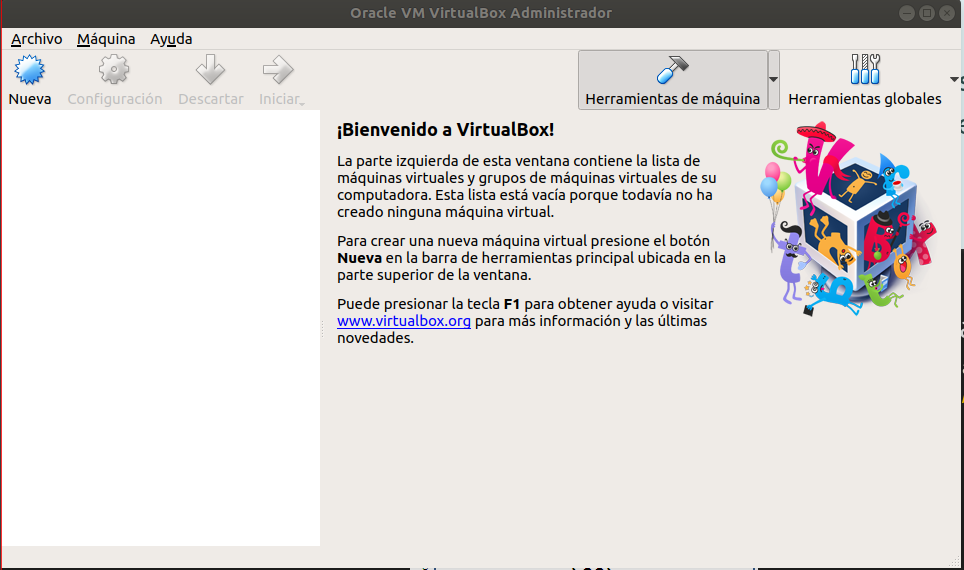 Oracle VM VirtualBox Administrador
Archivo Máquina Ayuda
Nueva Configuración Descartar Iniciar Herramientas de máquina Herramientas globales
¡Bienvenido a VirtualBox!
La parte izquierda de esta ventana contiene la lista de
máquinas virtuales y grupos de máquinas virtuales de su
computadora. Esta lista está vacía porque todavía no ha
creado ninguna máquina virtual.
Para crear una nueva máquina virtual presione el botón
Nueva en la barra de herramientas principal ubicada en la
parte superior de la ventana.
Puede presionar la tecla F1 para obtener ayuda o visitar
www.virtualbox.org para más información y las últimas
novedades.